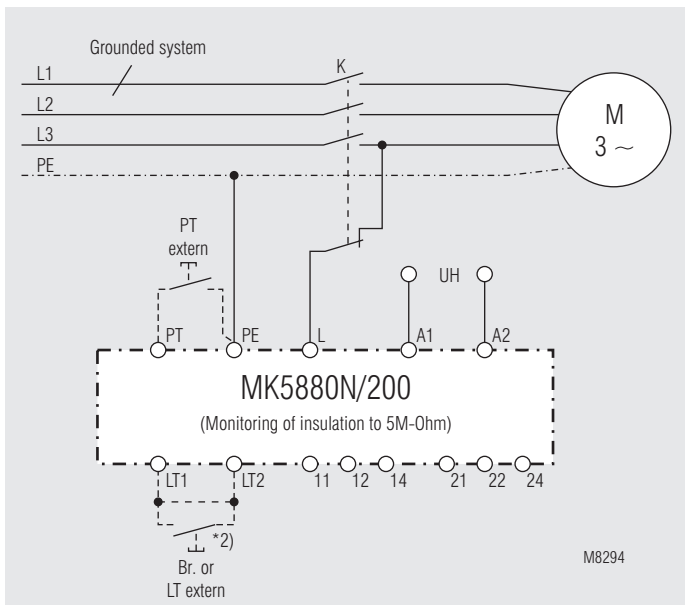 Grounded system
L1
K
L2
M
L3
3 ~
PE
PT
extern
UH
PT
PE
L
A1
A2
MK5880N/200
(Monitoring of insulation to 5M-Ohm)
LT1
LT2
11
12
14
21
22
24
*2)
Br. or
LT extern
M8294